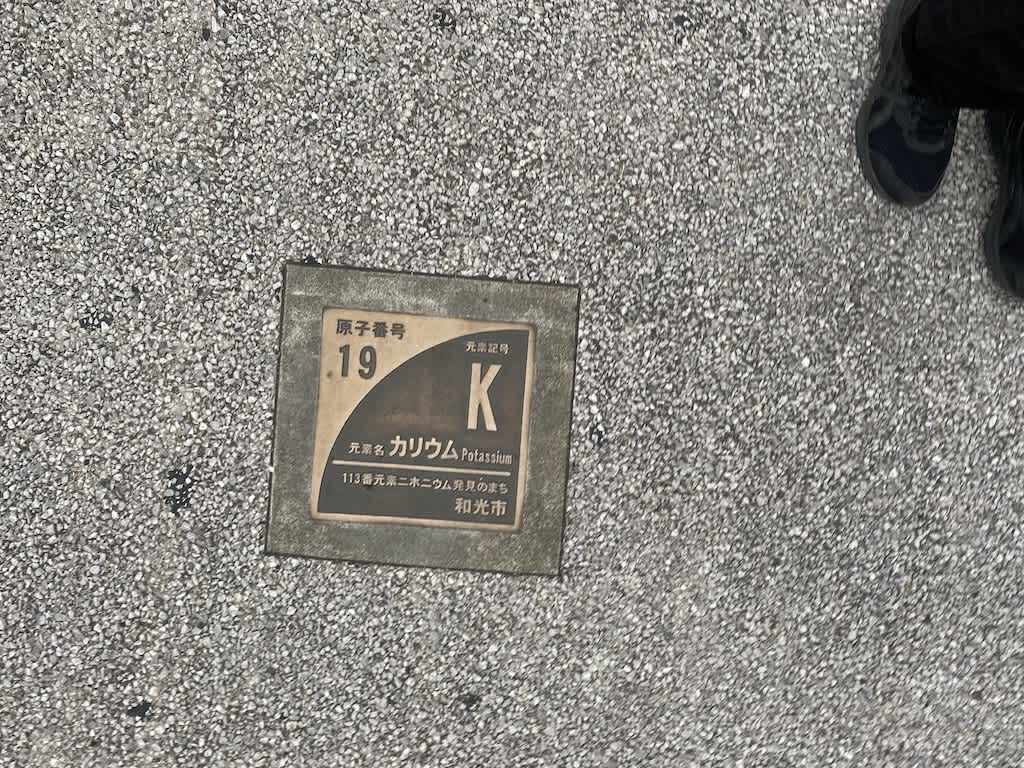 原子番号
19
元素記号
K
元素名 カリウム Potassium
113番元素ニホニウム発見のまち
和光市